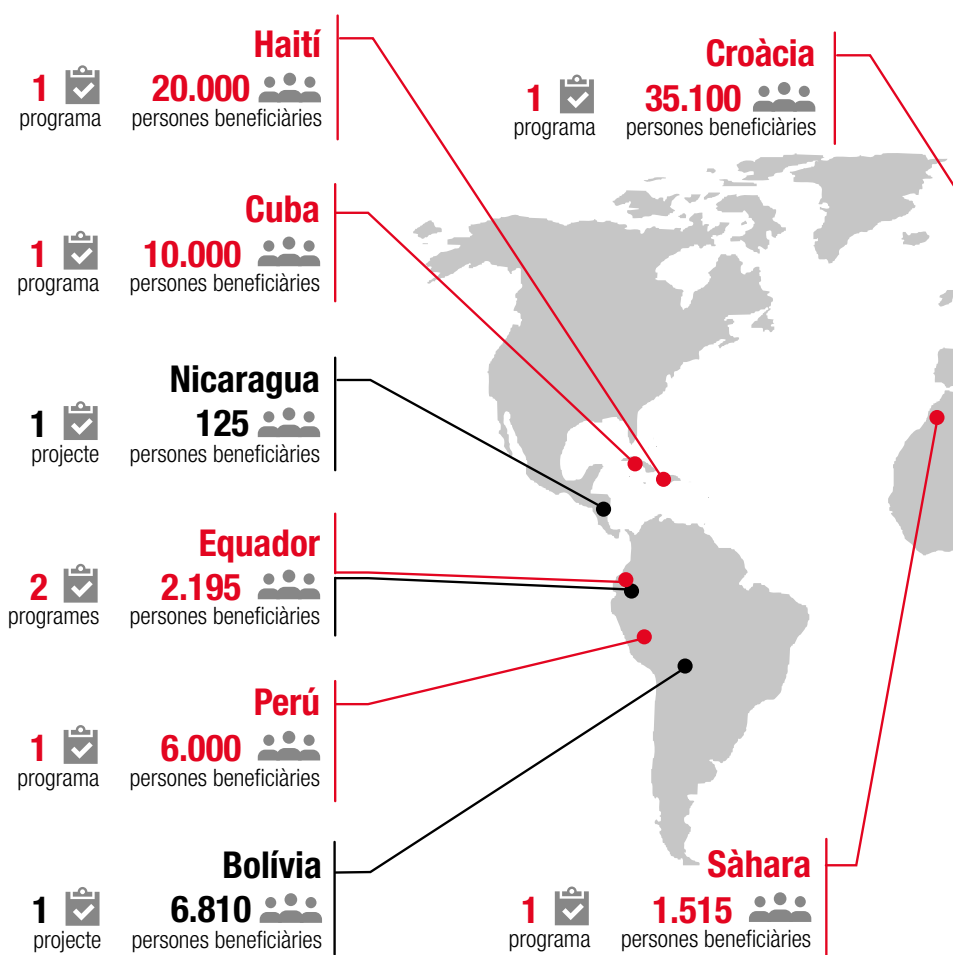 Haití
1 20.000
programa persones beneficiàries
Croàcia
1 35.100
programa persones beneficiàries
Cuba
1 10.000
programa persones beneficiàries
Nicaragua
1 125
projecte persones beneficiàries
Equador
2 2.195
programes persones beneficiàries
Perú
1 6.000
programa persones beneficiàries
Bolívia
1 6.810
projecte persones beneficiàries
Sàhara
1 1.515
programa persones beneficiàries